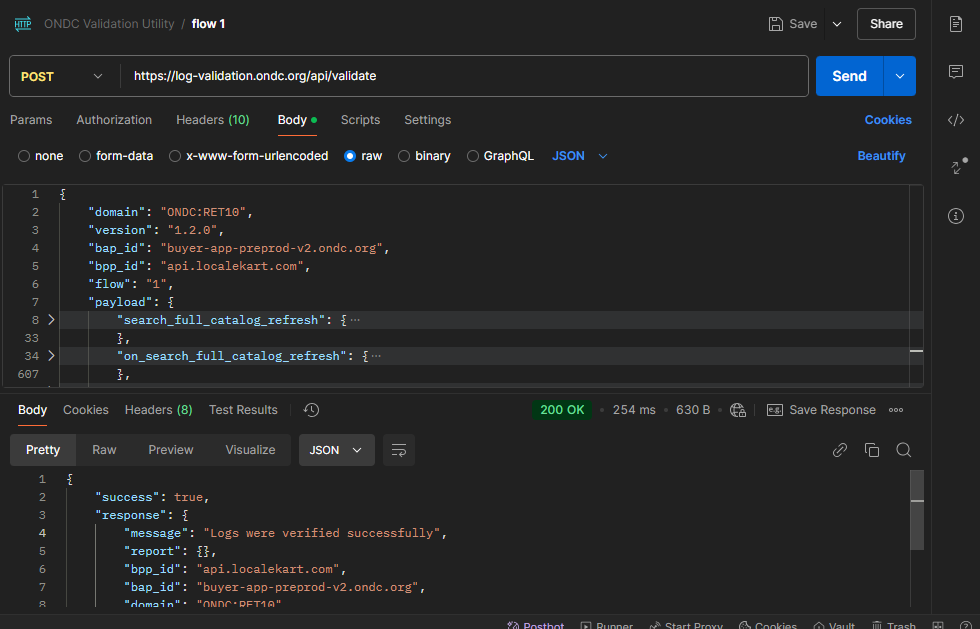 HTTP ONDC Validation Utility / flow 1 Save Share
POST https://log-validation.ondc.org/api/validate Send
Params Authorization Headers (10) Body Scripts Settings Cookies
none form-data x-www-form-urlencoded raw binary GraphQL JSON Beautify
1 {
2 "domain": "ONDC:RET10",
3 "version": "1.2.0",
4 "bap_id": "buyer-app-preprod-v2.ondc.org",
5 "bpp_id": "api.localekart.com",
6 "flow": "1",
7 "payload": {
8 "search_full_catalog_refresh": { ⋯
33 },
34 "on_search_full_catalog_refresh": { ⋯
607 },
Body Cookies Headers (8) Test Results 200 OK • 254 ms • 630 B • e.g. Save Response
Pretty Raw Preview Visualize JSON
1 {
2 "success": true,
3 "response": {
4 "message": "Logs were verified successfully",
5 "report": {},
6 "bpp_id": "api.localekart.com",
7 "bap_id": "buyer-app-preprod-v2.ondc.org",
8 "domain": "ONDC:RET10"
Postbot Runner Start Proxy Cookies Vault Trash